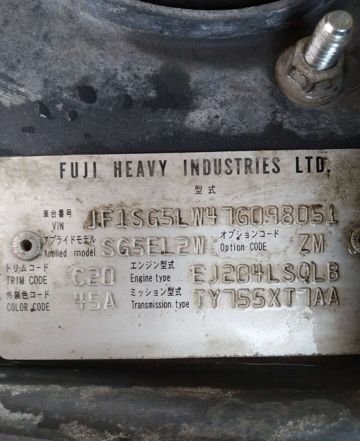 FUJI HEAVY INDUSTRIES LTD.
型式
車台番号 VIN JF1SG5LW47G098051
アプライドモデル Applied model SG5EL2W オプションコード Option CODE ZM
トリムコード TRIM CODE C20 エンジン型式 Engine type EJ204LSQLB
外装色コード COLOR CODE 45A ミッション型式 Transmission type TY755XT7AA